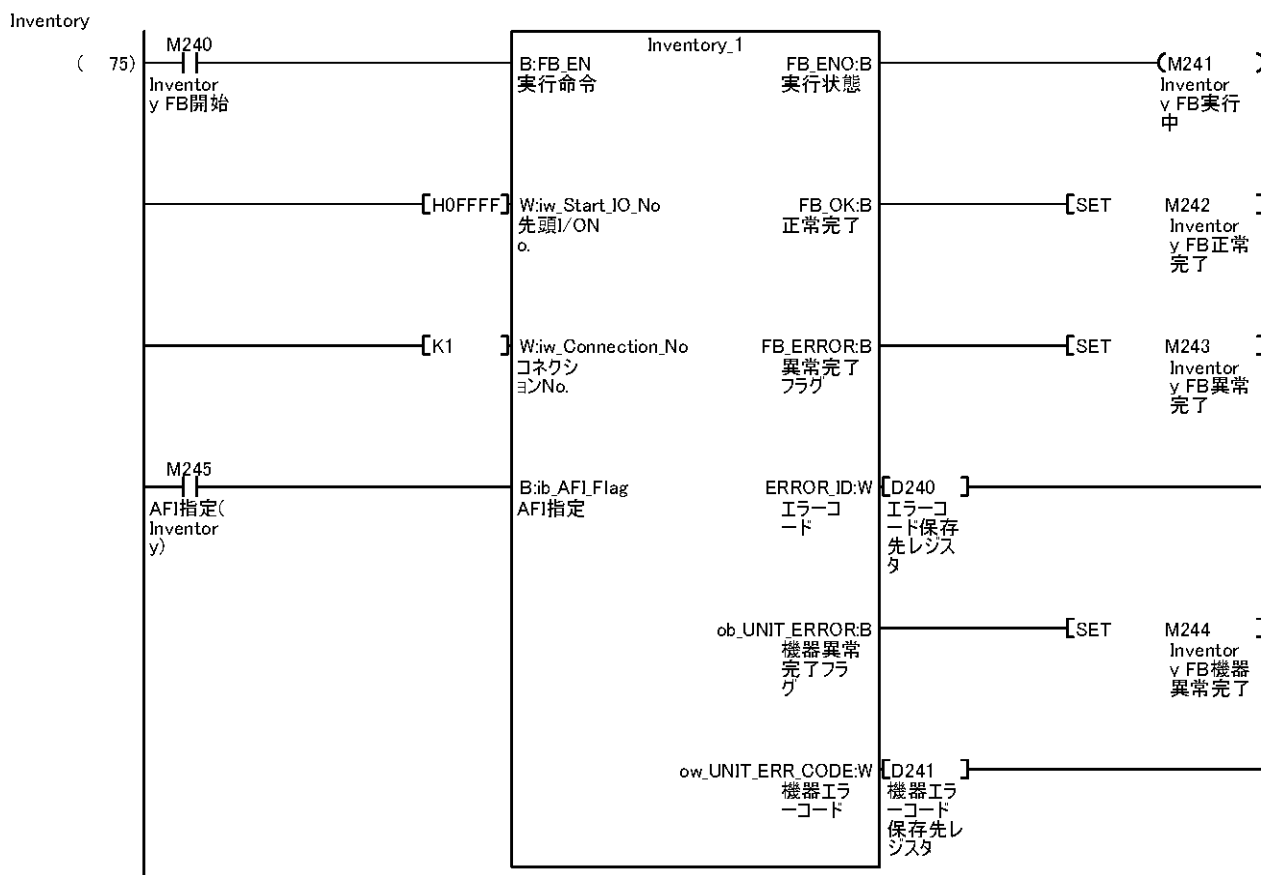 Inventory
M240
Inventory_1
( 75)
B:FB_EN
FB_ENO:B
(M241 )
Inventor
y FB開始
実行命令
実行状態
Inventor
y FB実行
中
[H0FFFF]
W:iw_Start_IO_No
FB_OK:B
[SET M242 ]
先頭I/ON
o.
正常完了
Inventor
y FB正常
完了
[K1 ]
W:iw_Connection_No
FB_ERROR:B
[SET M243 ]
コネクシ
ョンNo.
異常完了
フラグ
Inventor
y FB異常
完了
M245
AFI指定(
Inventor
y)
B:ib_AFI_Flag
AFI指定
ERROR_ID:W
エラーコ
ード
[D240 ]
エラーコ
ード保存
先レジス
タ
ob_UNIT_ERROR:B
機器異常
完了フラ
グ
[SET M244 ]
Inventor
y FB機器
異常完了
ow_UNIT_ERR_CODE:W
機器エラ
ーコード
[D241 ]
機器エラ
ーコード
保存先レ
ジスタ